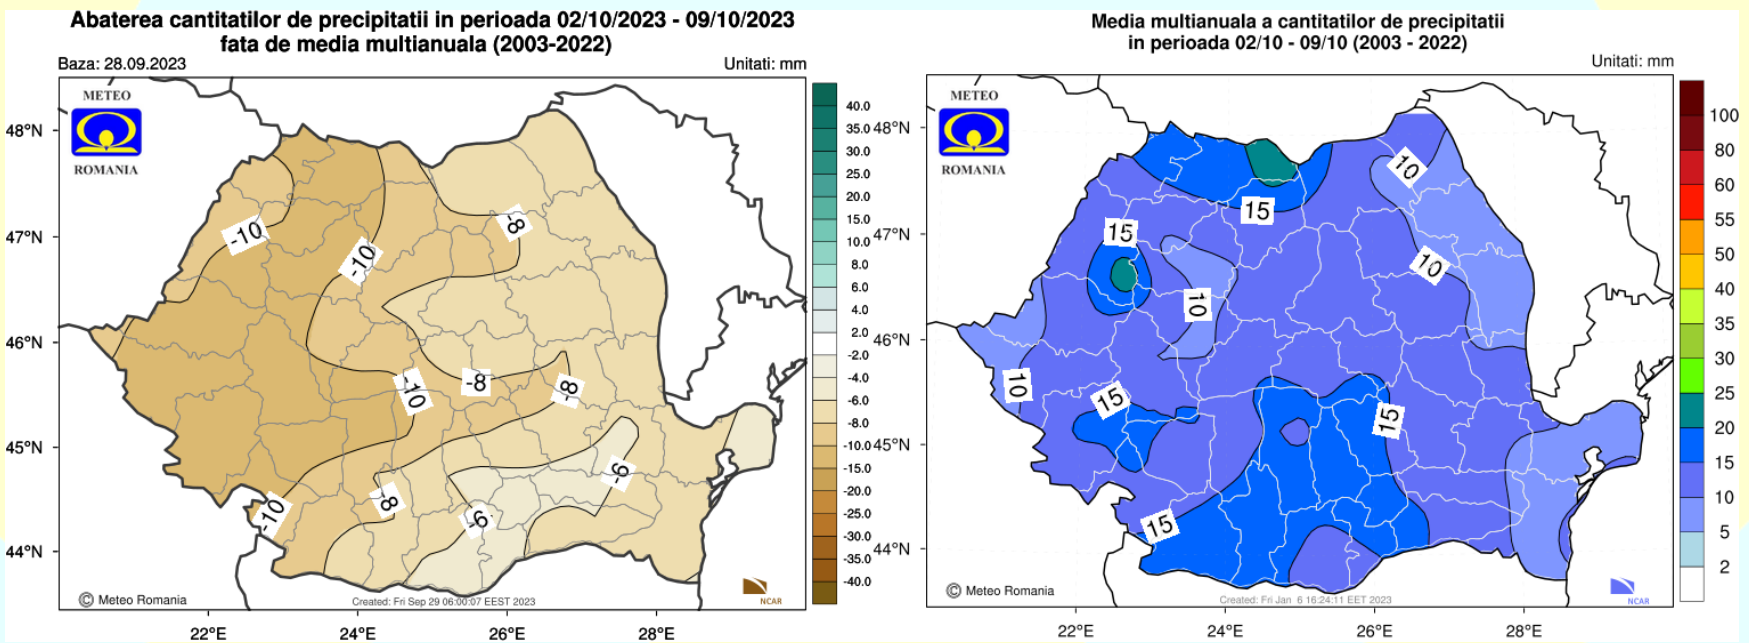 Abaterea cantitatilor de precipitatii in perioada 02/10/2023 - 09/10/2023
fata de media multianuala (2003-2022)
Baza: 28.09.2023
Unitati: mm
METEO
ROMANIA
48°N
47°N
46°N
45°N
44°N
22°E
24°E
26°E
28°E
-10
-10
-8
-10
-8
-8
-10
-8
-6
-6
40.0
35.0
30.0
25.0
20.0
15.0
10.0
8.0
6.0
4.0
2.0
-2.0
-4.0
-6.0
-8.0
-10.0
-15.0
-20.0
-25.0
-30.0
-35.0
-40.0
© Meteo Romania
Created: Fri Sep 29 06:00:07 EEST 2023
NCAR
Media multianuala a cantitatilor de precipitatii
in perioada 02/10 - 09/10 (2003 - 2022)
Unitati: mm
METEO
ROMANIA
48°N
47°N
46°N
45°N
44°N
22°E
24°E
26°E
28°E
10
15
15
10
10
10
15
15
15
100
80
60
55
50
40
35
30
25
20
15
10
5
2
© Meteo Romania
Created: Fri Jan 6 16:24:11 EET 2023
NCAR